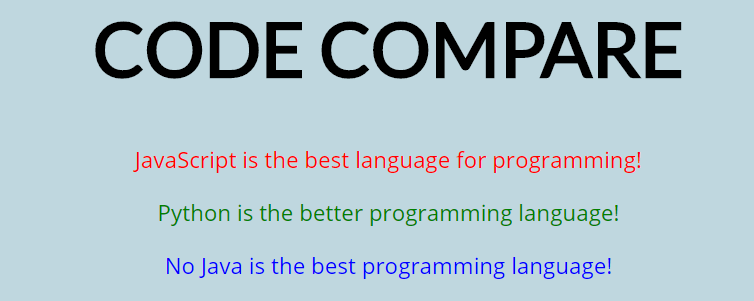 CODE COMPARE
JavaScript is the best language for programming!
Python is the better programming language!
No Java is the best programming language!